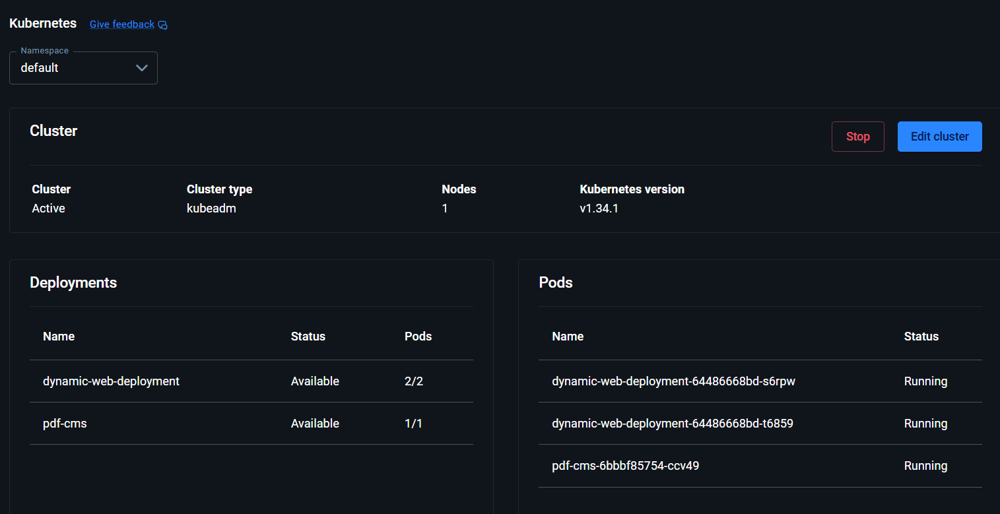 Kubernetes Give feedback
Namespace
default
Cluster
Stop Edit cluster
Cluster Cluster type Nodes Kubernetes version
Active kubeadm 1 v1.34.1
Deployments
Name Status Pods
dynamic-web-deployment Available 2/2
pdf-cms Available 1/1
Pods
Name Status
dynamic-web-deployment-64486668bd-s6rpw Running
dynamic-web-deployment-64486668bd-t6859 Running
pdf-cms-6bbbf85754-ccv49 Running